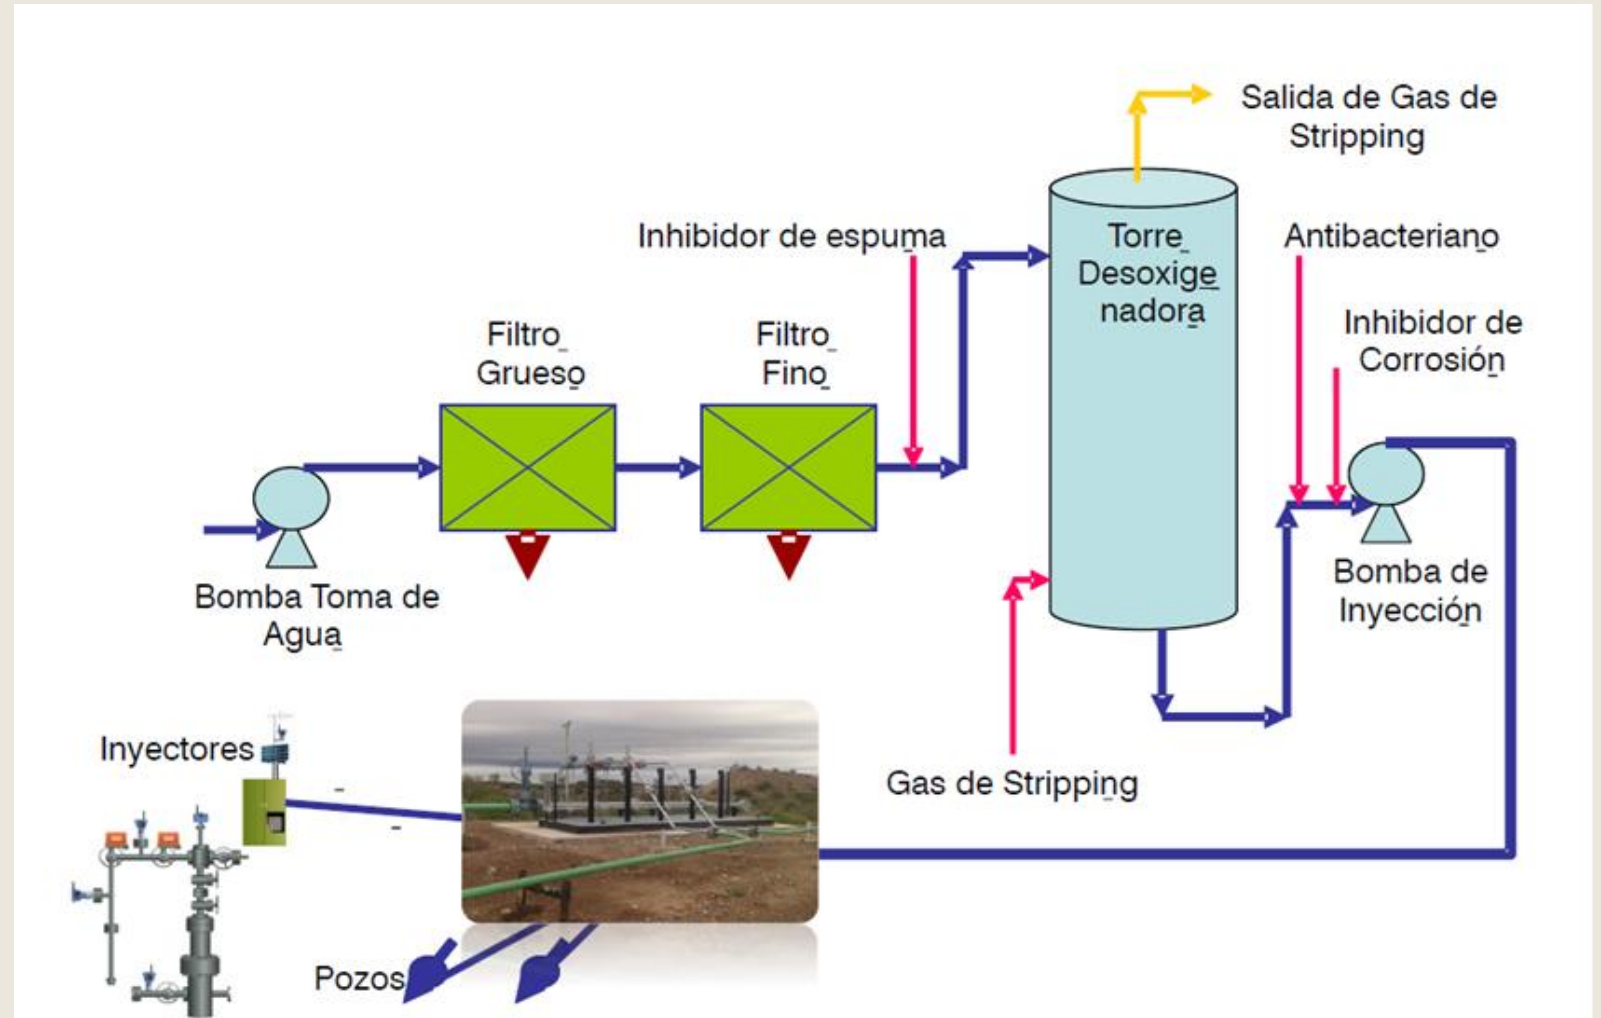 Salida de Gas de
Stripping
Inhibidor de espuma
Torre
Desoxige
nadora
Antibacteriano
Inhibidor de
Corrosión
Filtro
Grueso
Filtro
Fino
Bomba Toma de
Agua
Bomba de
Inyección
Inyectores
Gas de Stripping
Pozos